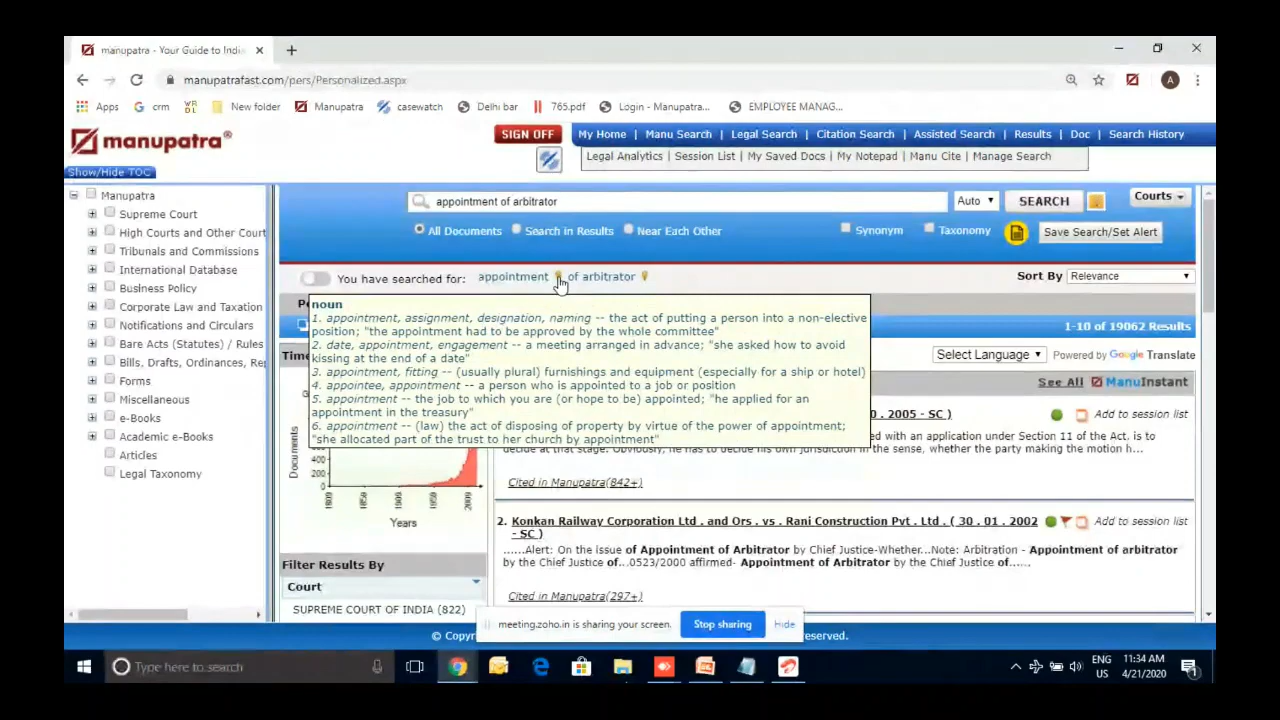 manupatra - Your Guide to Indi
manupatrafast.com/pers/Personalized.aspx
A
Apps
crm
New folder
Manupatra
casewatch
Delhi bar
765.pdf
Login - Manupatra...
EMPLOYEE MANAG...
manupatra®
SIGN OFF
My Home | Manu Search | Legal Search | Citation Search | Assisted Search | Results | Doc | Search History
Legal Analytics | Session List | My Saved Docs | My Notepad | Manu Cite | Manage Search
Show/Hide TOC
Manupatra
Supreme Court
High Courts and Other Court
Tribunals and Commissions
International Database
Business Policy
Corporate Law and Taxation
Notifications and Circulars
Bare Acts (Statutes) / Rules
Bills, Drafts, Ordinances, Rep
Forms
Miscellaneous
e-Books
Academic e-Books
Articles
Legal Taxonomy
appointment of arbitrator
Auto
SEARCH
Courts
All Documents
Search in Results
Near Each Other
Synonym
Taxonomy
Save Search/Set Alert
You have searched for: appointment of arbitrator
Sort By Relevance
noun
1. appointment, assignment, designation, naming -- the act of putting a person into a non-elective
position; "the appointment had to be approved by the whole committee"
2. date, appointment, engagement -- a meeting arranged in advance; "she asked how to avoid
kissing at the end of a date"
3. appointment, fitting -- (usually plural) furnishings and equipment (especially for a ship or hotel)
4. appointee, appointment -- a person who is appointed to a job or position
5. appointment -- the job to which you are (or hope to be) appointed; "he applied for an
appointment in the treasury"
6. appointment -- (law) the act of disposing of property by virtue of the power of appointment;
"she allocated part of the trust to her church by appointment"
1-10 of 19062 Results
Select Language
Powered by Google Translate
See All ManuInstant
0 . 2005 - SC )
Add to session list
ed with an application under Section 11 of the Act, is to
decide at that stage. Obviously, he has to decide his own jurisdiction in the sense, whether the party making the motion h...
Cited in Manupatra(842+)
2. Konkan Railway Corporation Ltd . and Ors . vs . Rani Construction Pvt . Ltd . ( 30 . 01 . 2002
- SC )
Add to session list
......Alert: On the issue of Appointment of Arbitrator by Chief Justice-Whether...Note: Arbitration - Appointment of arbitrator
by the Chief Justice of...0523/2000 affirmed- Appointment of Arbitrator by the Chief Justice of......
Cited in Manupatra(297+)
Documents
400
200
0
1809
1859
1909
1959
2009
Years
Filter Results By
Court
SUPREME COURT OF INDIA (822)
meeting.zoho.in is sharing your screen.
Stop sharing
Hide
© Copyr
reserved.
Type here to search
ENG
US
11:34 AM
4/21/2020
1